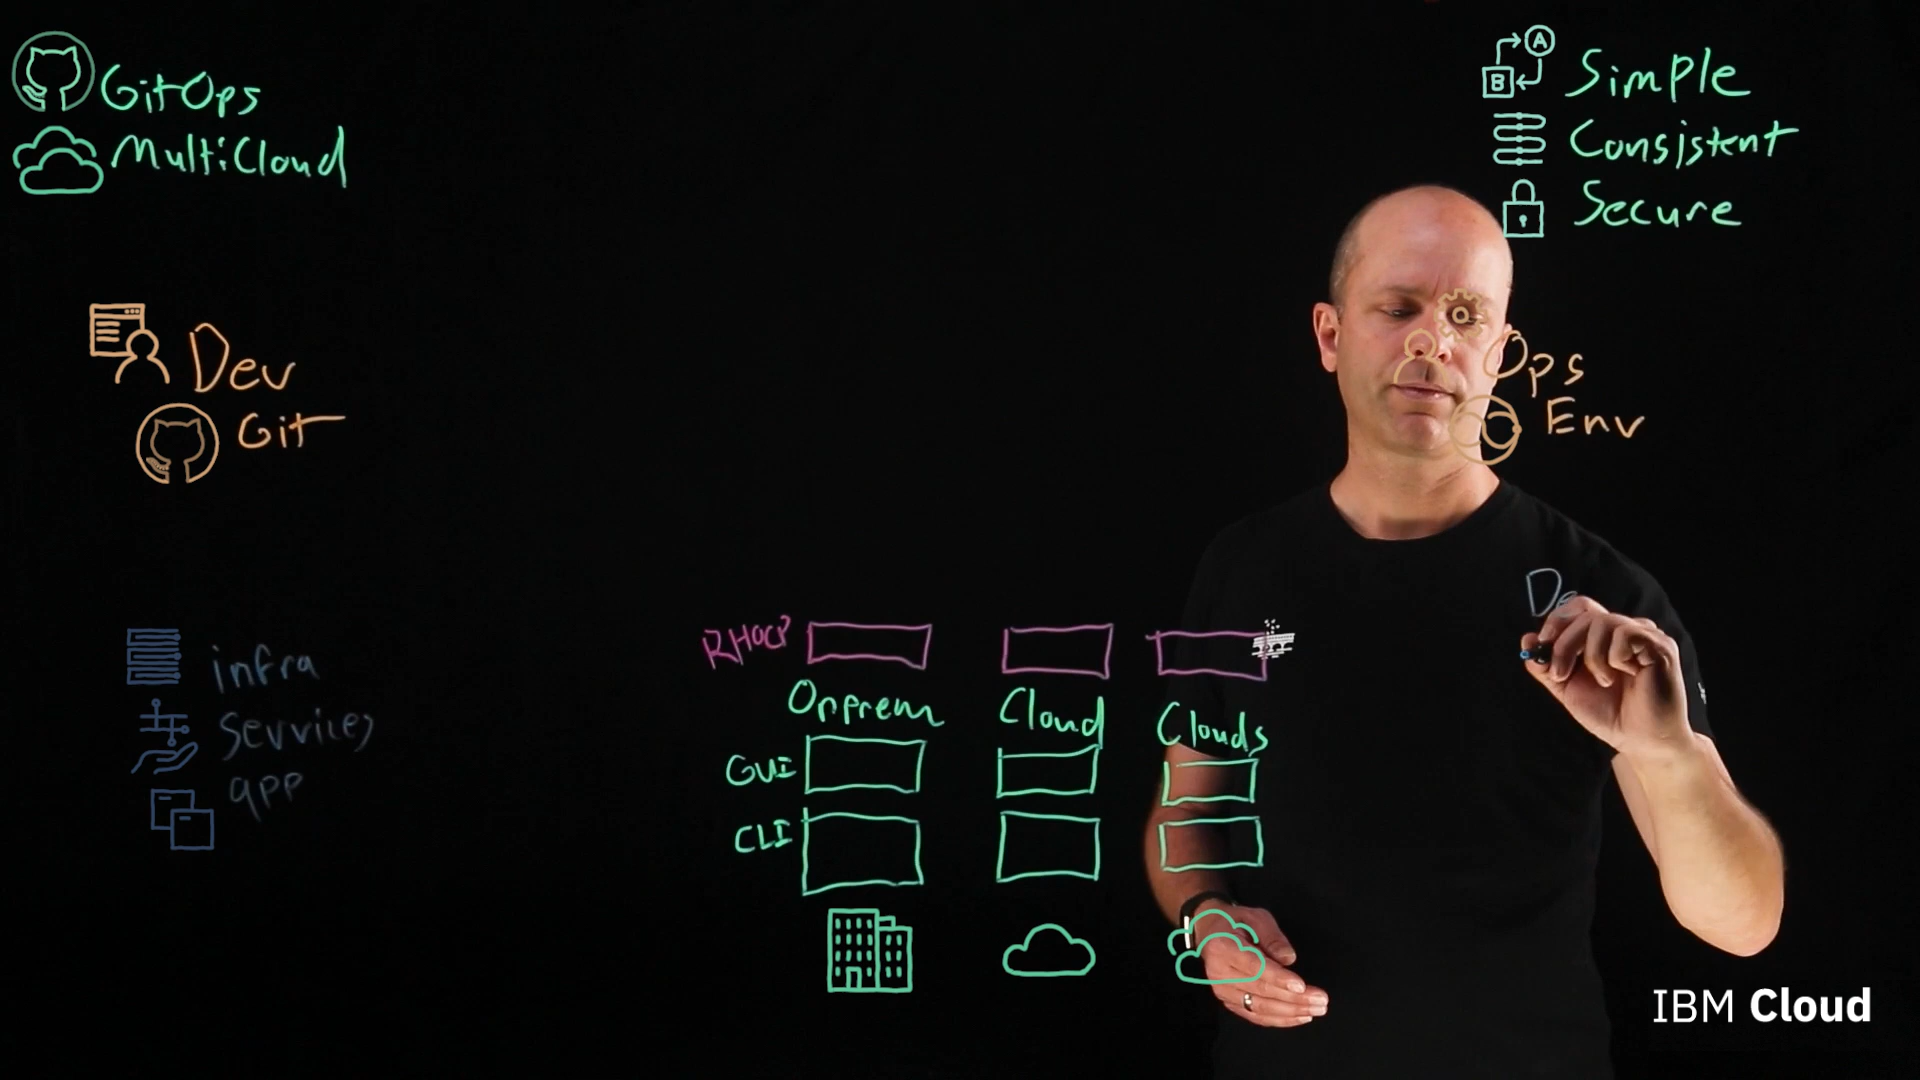 GitOps
MultiCloud
A
B
Simple
Consistent
Secure
Dev
Git
Ops
Env
infra
services
app
RHOCP
Onprem
Cloud
Clouds
GUI
CLI
De
IBM Cloud